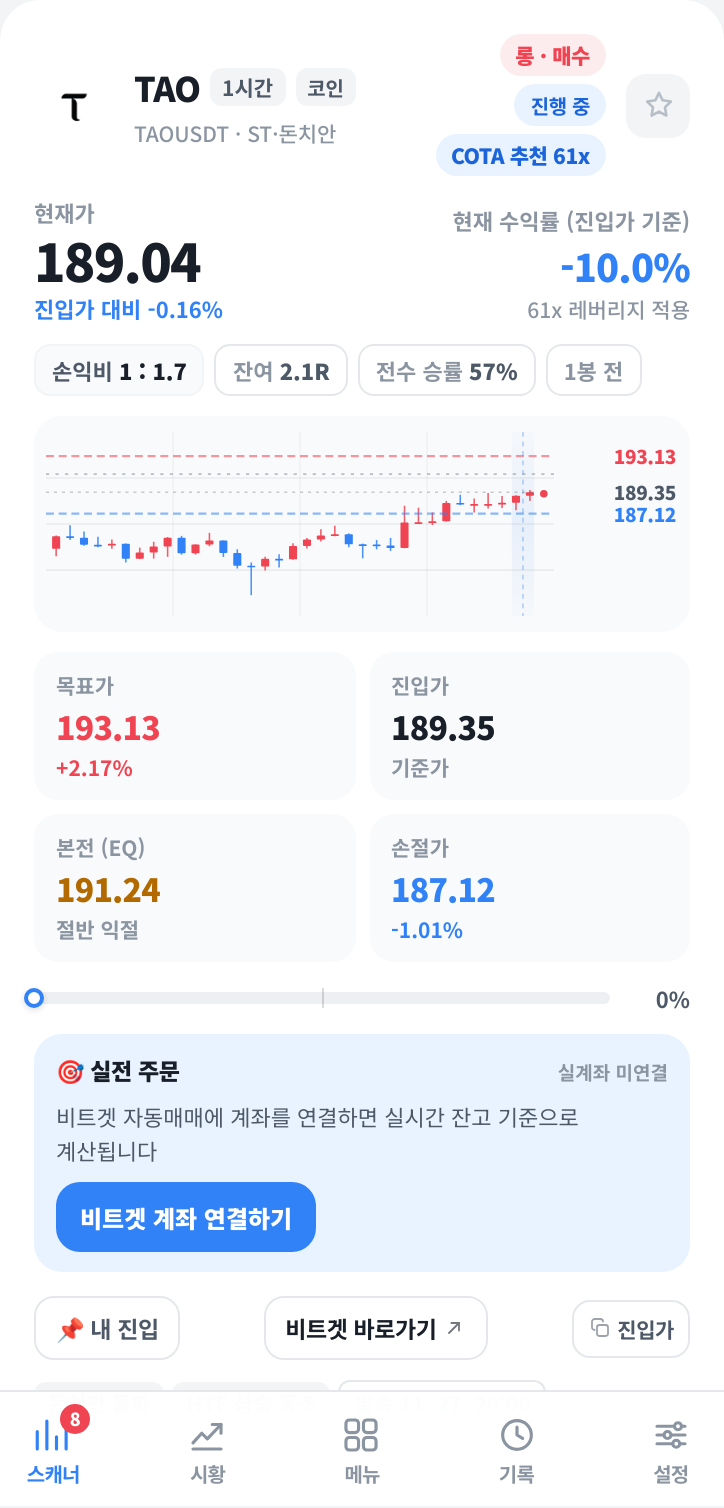 TAO 1시간 코인
TAOUSDT · ST·돈치안
롱 · 매수
진행 중
COTA 추천 61x
현재가
189.04
진입가 대비 -0.16%
현재 수익률 (진입가 기준)
-10.0%
61x 레버리지 적용
손익비 1 : 1.7
잔여 2.1R
전수 승률 57%
1봉 전
193.13
189.35
187.12
목표가
193.13
+2.17%
진입가
189.35
기준가
본전 (EQ)
191.24
절반 익절
손절가
187.12
-1.01%
0%
🎯 실전 주문
실계좌 미연결
비트겟 자동매매에 계좌를 연결하면 실시간 잔고 기준으로
계산됩니다
비트겟 계좌 연결하기
📌 내 진입
비트겟 바로가기 ↗
진입가
8
스캐너
시황
메뉴
기록
설정